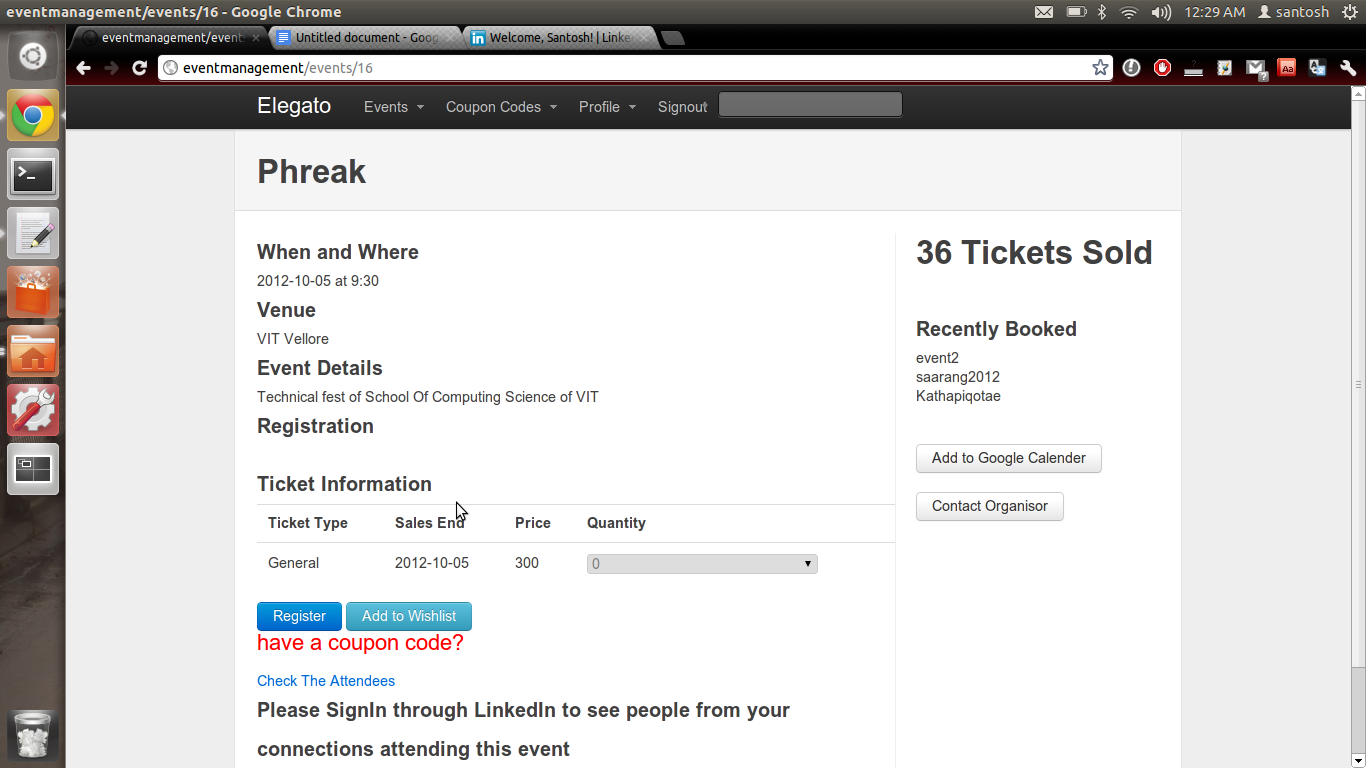 eventmanagement/events/16 - Google Chrome
12:29 AM
santosh
eventmanagement/event
Untitled document - Goog
Welcome, Santosh! | Linke
eventmanagement/events/16
Aa
Elegato
Events
Coupon Codes
Profile
Signout
Phreak
When and Where
2012-10-05 at 9:30
Venue
VIT Vellore
Event Details
Technical fest of School Of Computing Science of VIT
Registration
Ticket Information
Ticket Type Sales End Price Quantity
General 2012-10-05 300 0
Register Add to Wishlist
have a coupon code?
Check The Attendees
Please SignIn through LinkedIn to see people from your
connections attending this event
36 Tickets Sold
Recently Booked
event2
saarang2012
Kathapiqotae
Add to Google Calender
Contact Organisor